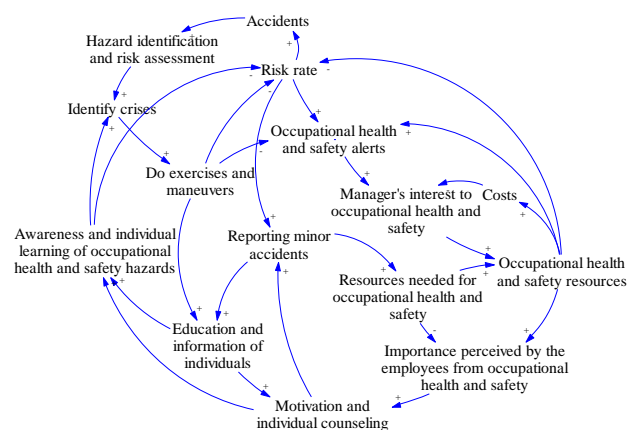 Accidents
+
Hazard identification
and risk assessment
+
-
-
Risk rate
-
+
Identify crises
+
+
Occupational health
and safety alerts
+
-
+
Do exercises and
maneuvers
+
+
Manager's interest to
occupational health and
safety
+
Costs
+
Awareness and individual
learning of occupational
health and safety hazards
+
+
Reporting minor
accidents
+
+
Resources needed for
occupational health and
safety
+
+
+
Occupational health
and safety resources
Education and
information of
individuals
+
+
-
+
Importance perceived by the
employees from occupational
health and safety
+
Motivation and
individual counseling
+